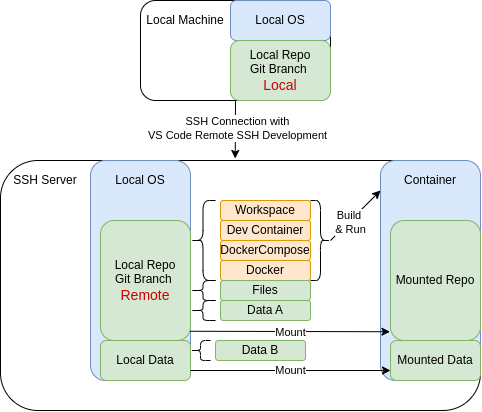 Local Machine
Local OS
Local Repo
Git Branch
Local
SSH Connection with
VS Code Remote SSH Development
SSH Server
Local OS
Container
Workspace
Dev Container
DockerCompose
Docker
Files
Data A
Build
& Run
Local Repo
Git Branch
Remote
Mounted Repo
Mount
Local Data
Data B
Mounted Data
Mount